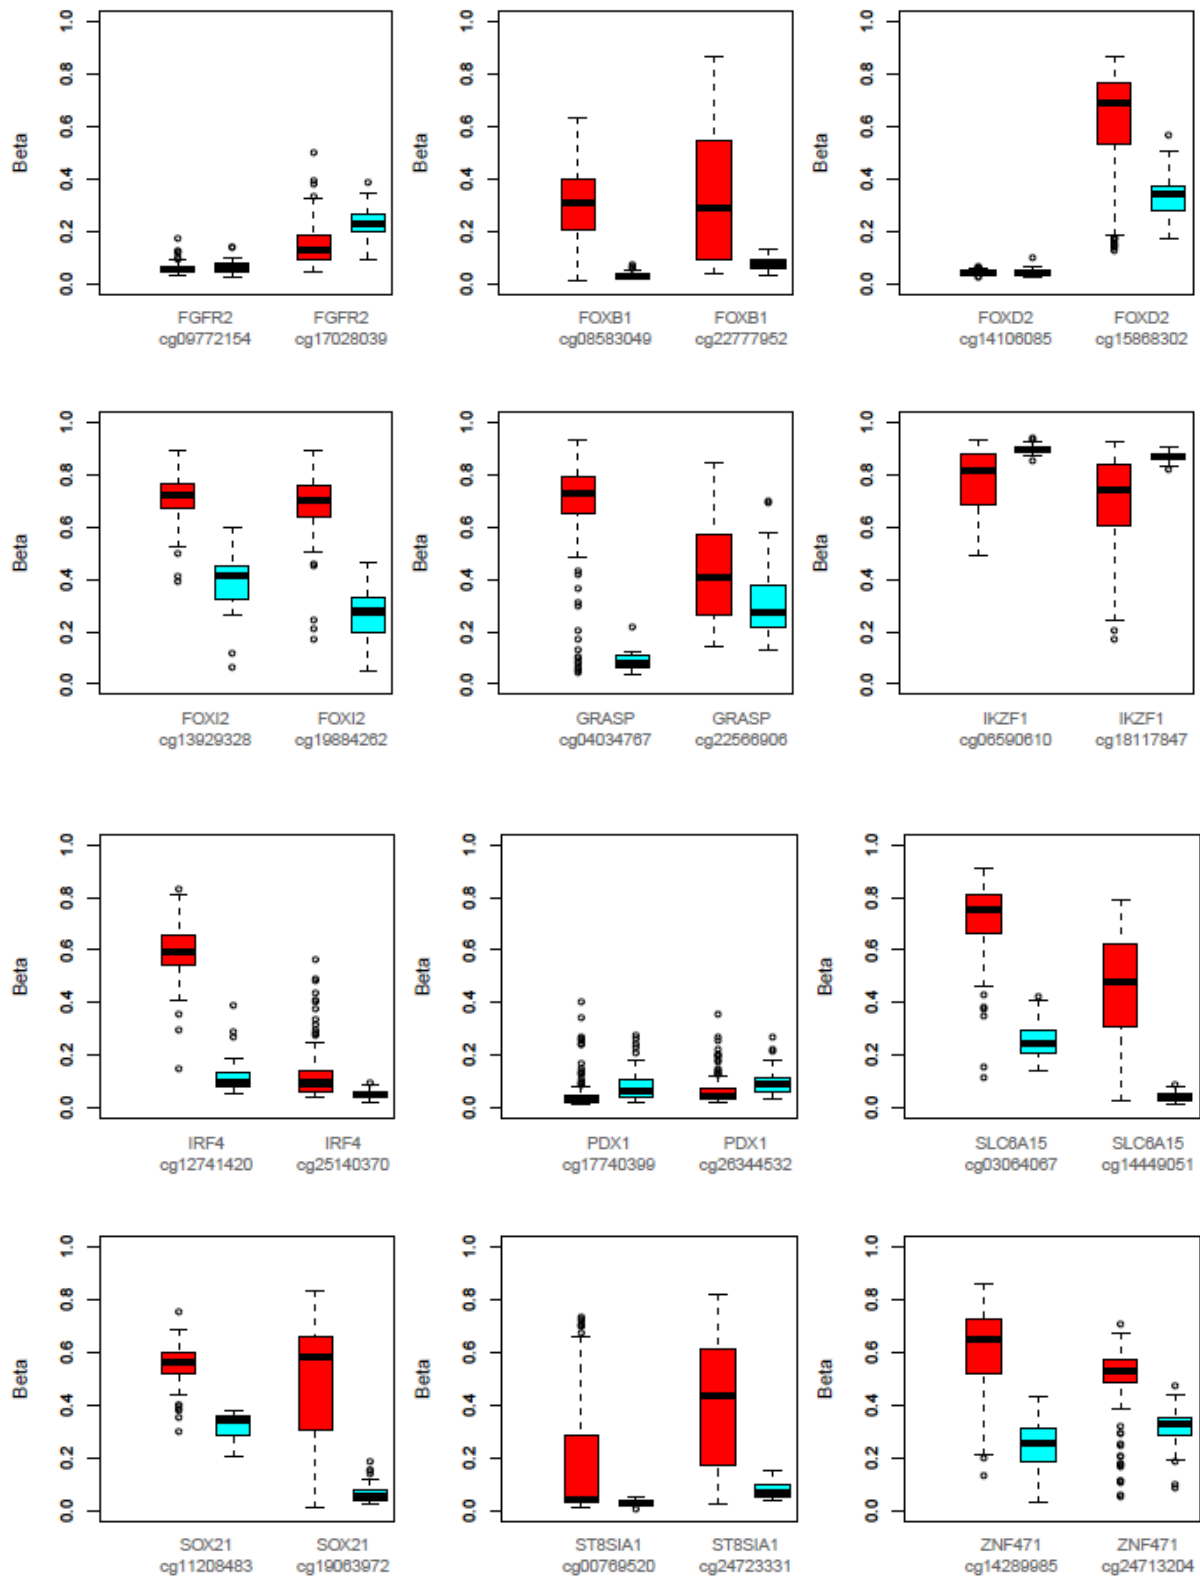 1.0
0.8
0.6
0.4
0.2
0.0
Beta
FGFR2 FGFR2
cg09772154 cg17028039
1.0
0.8
0.6
0.4
0.2
0.0
Beta
FOXB1 FOXB1
cg08583049 cg22777952
1.0
0.8
0.6
0.4
0.2
0.0
Beta
FOXD2 FOXD2
cg14106085 cg15868302
1.0
0.8
0.6
0.4
0.2
0.0
Beta
FOXI2 FOXI2
cg13929328 cg19884262
1.0
0.8
0.6
0.4
0.2
0.0
Beta
GRASP GRASP
cg04034767 cg22566906
1.0
0.8
0.6
0.4
0.2
0.0
Beta
IKZF1 IKZF1
cg06590610 cg18117847
1.0
0.8
0.6
0.4
0.2
0.0
Beta
IRF4 IRF4
cg12741420 cg25140370
1.0
0.8
0.6
0.4
0.2
0.0
Beta
PDX1 PDX1
cg17740399 cg26344532
1.0
0.8
0.6
0.4
0.2
0.0
Beta
SLC6A15 SLC6A15
cg03064067 cg14449051
1.0
0.8
0.6
0.4
0.2
0.0
Beta
SOX21 SOX21
cg11208483 cg19063972
1.0
0.8
0.6
0.4
0.2
0.0
Beta
ST8SIA1 ST8SIA1
cg00769520 cg24723331
1.0
0.8
0.6
0.4
0.2
0.0
Beta
ZNF471 ZNF471
cg14289985 cg24713204